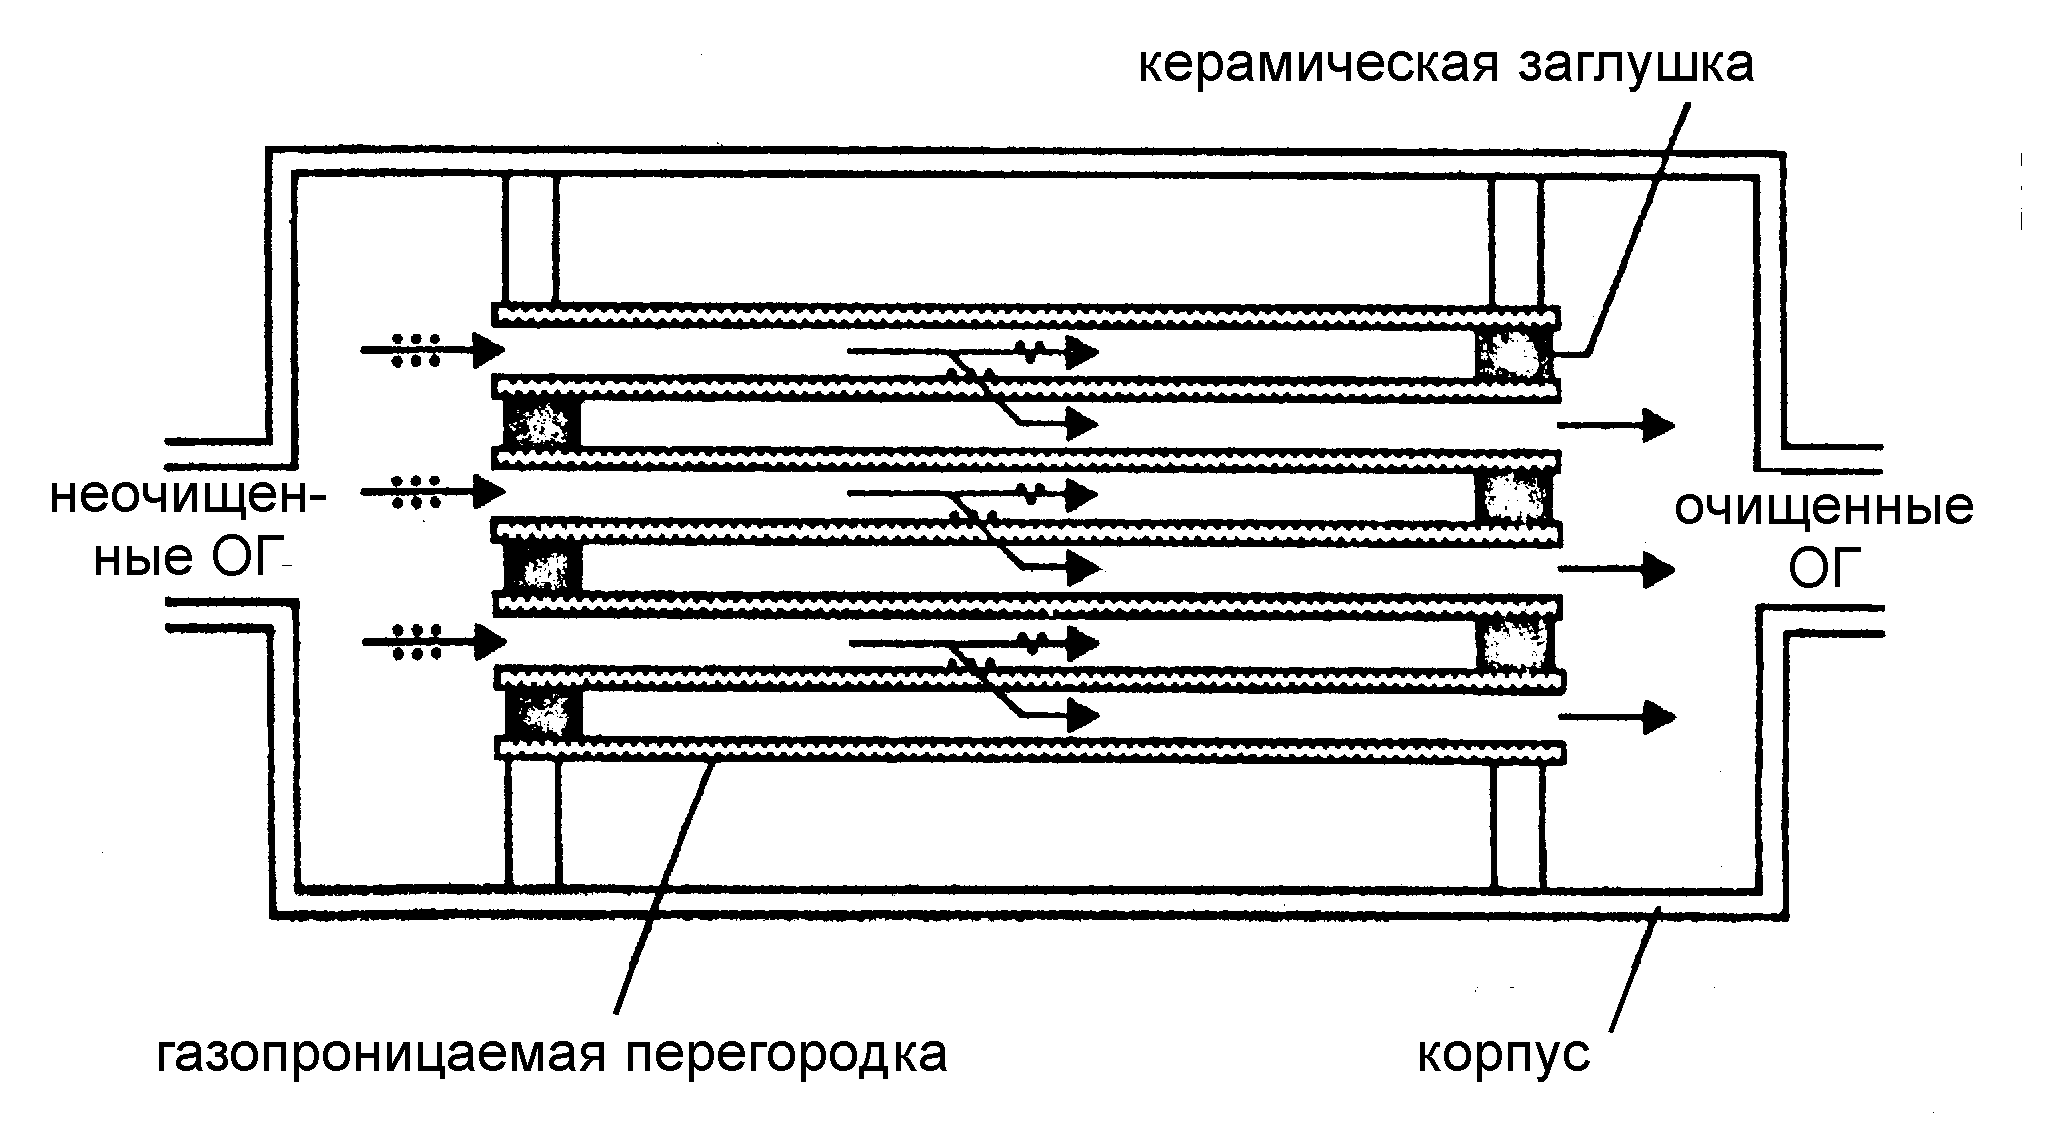 керамическая заглушка
неочищен-
ные ОГ
очищенные
ОГ
газопроницаемая перегородка
корпус